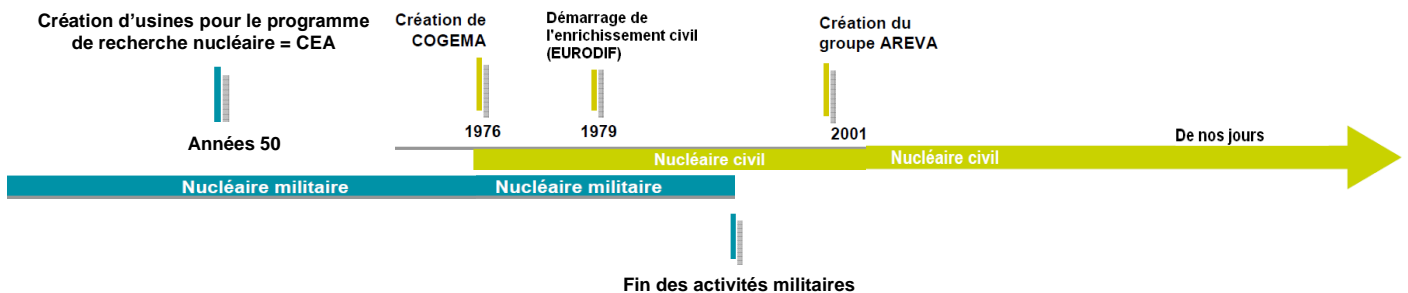 Création d’usines pour le programme
de recherche nucléaire = CEA
Années 50
Création de
COGEMA
1976
Démarrage de
l'enrichissement civil
(EURODIF)
1979
Création du
groupe AREVA
2001
De nos jours
Nucléaire civil
Nucléaire civil
Nucléaire militaire
Nucléaire militaire
Fin des activités militaires